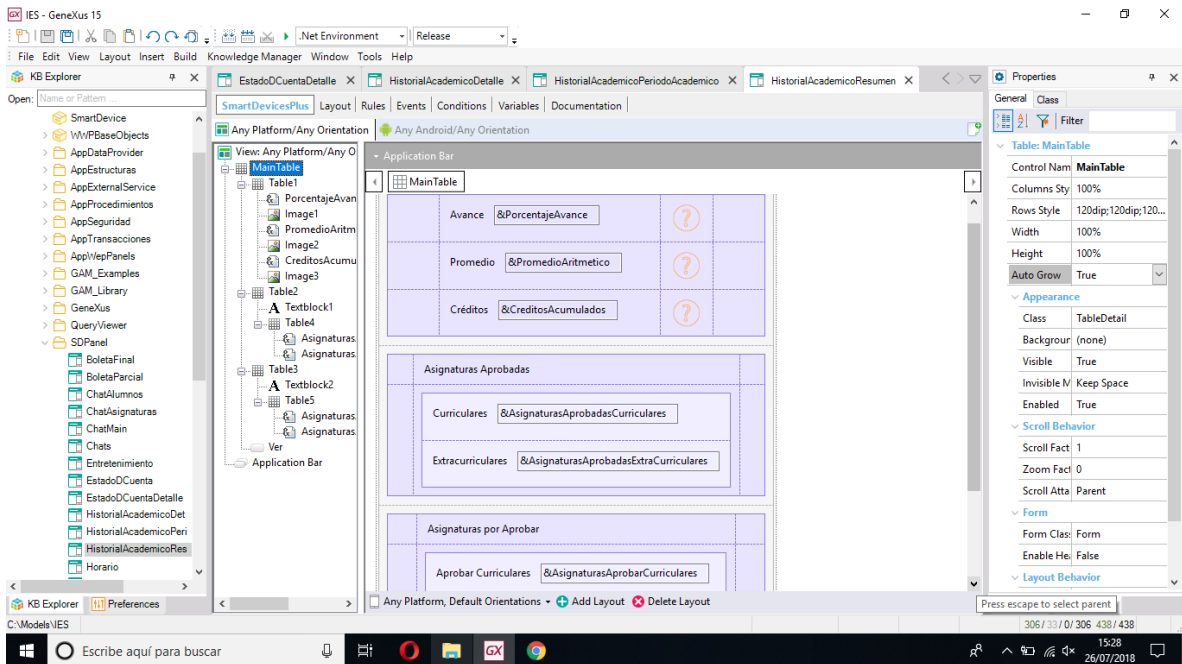 IES - GeneXus 15
.Net Environment Release
File Edit View Layout Insert Build Knowledge Manager Window Tools Help
KB Explorer
Open: Name or Pattern ...
SmartDevice
WWPBaseObjects
AppDataProvider
AppEstructuras
AppExternalService
AppProcedimientos
AppSeguridad
AppTransacciones
AppWepPanels
GAM_Examples
GAM_Library
GeneXus
QueryViewer
SDPanel
BoletaFinal
BoletaParcial
ChatAlumnos
ChatAsignaturas
ChatMain
Chats
Entretenimiento
EstadoDCuenta
EstadoDCuentaDetalle
HistorialAcademicoDet
HistorialAcademicoPeri
HistorialAcademicoRes
Horario
KB Explorer Preferences
EstadoDCuentaDetalle HistorialAcademicoDetalle HistorialAcademicoPeriodoAcademico HistorialAcademicoResumen
SmartDevicesPlus Layout Rules Events Conditions Variables Documentation
Any Platform/Any Orientation Any Android/Any Orientation
View: Any Platform/Any O
MainTable
Table1
PorcentajeAvan
Image1
PromedioAritm
Image2
CreditosAcumu
Image3
Table2
A Textblock1
Table4
Asignaturas
Asignaturas
Table3
A Textblock2
Table5
Asignaturas
Asignaturas
Ver
Application Bar
Application Bar
MainTable
Avance &PorcentajeAvance ?
Promedio &PromedioAritmetico ?
Créditos &CreditosAcumulados ?
Asignaturas Aprobadas
Curriculares &AsignaturasAprobadasCurriculares
Extracurriculares &AsignaturasAprobadasExtraCurriculares
Asignaturas por Aprobar
Aprobar Curriculares &AsignaturasAprobarCurriculares
Any Platform, Default Orientations Add Layout Delete Layout
Properties
General Class
Filter
Table: MainTable
Control Nam MainTable
Columns Sty 100%
Rows Style 120dip;120dip;120...
Width 100%
Height 100%
Auto Grow True
Appearance
Class TableDetail
Backgrour (none)
Visible True
Invisible M Keep Space
Enabled True
Scroll Behavior
Scroll Fact 1
Zoom Fact 0
Scroll Atta Parent
Form
Form Clas: Form
Enable He: False
Layout Behavior
Press escape to select parent
C:\Models\IES
306 / 33 / 0 / 306 438 / 438
Escribe aquí para buscar
GX
15:28
26/07/2018